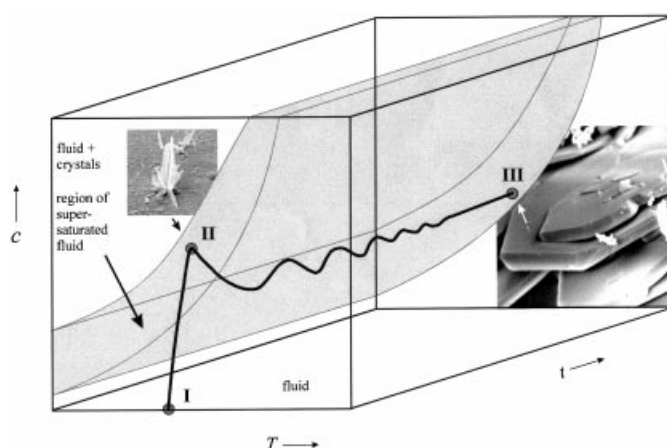 fluid +
crystals
region of
super-
saturated
fluid
c
II
III
I
fluid
t
T